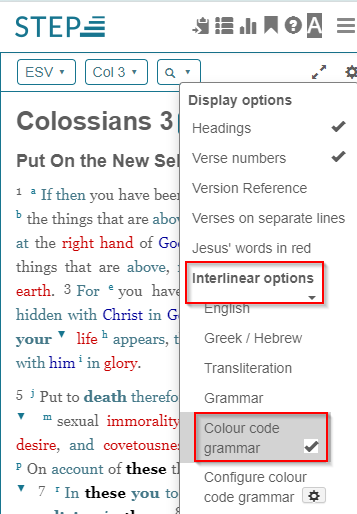 STEP
A
ESV
Col 3
Display options
Headings
Verse numbers
Version Reference
Verses on separate lines
Jesus' words in red
Interlinear options
English
Greek / Hebrew
Transliteration
Grammar
Colour code
grammar
Configure colour
code grammar
Colossians 3
Put On the New Sel
1 a If then you have been
b the things that are abov
at the right hand of Go
things that are above,
earth. 3 For e you have
hidden with Christ in G
your ▼ life h appears, t
with him i in glory.
5 j Put to death therefo
▼ m sexual immorality
desire, and covetousnes
p On account of these th
▼ 7 r In these you to